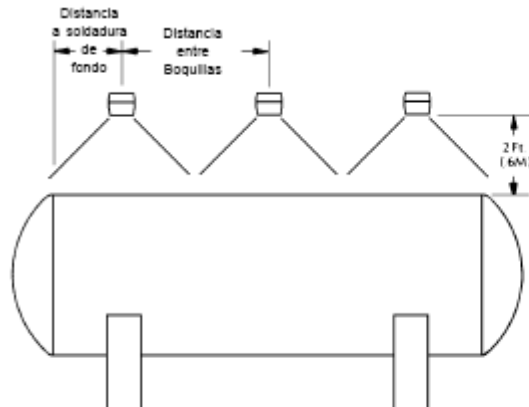 Distancia
a soldadura
de
fondo
Distancia
entre
Boquillas
2 Ft.
(.6M)